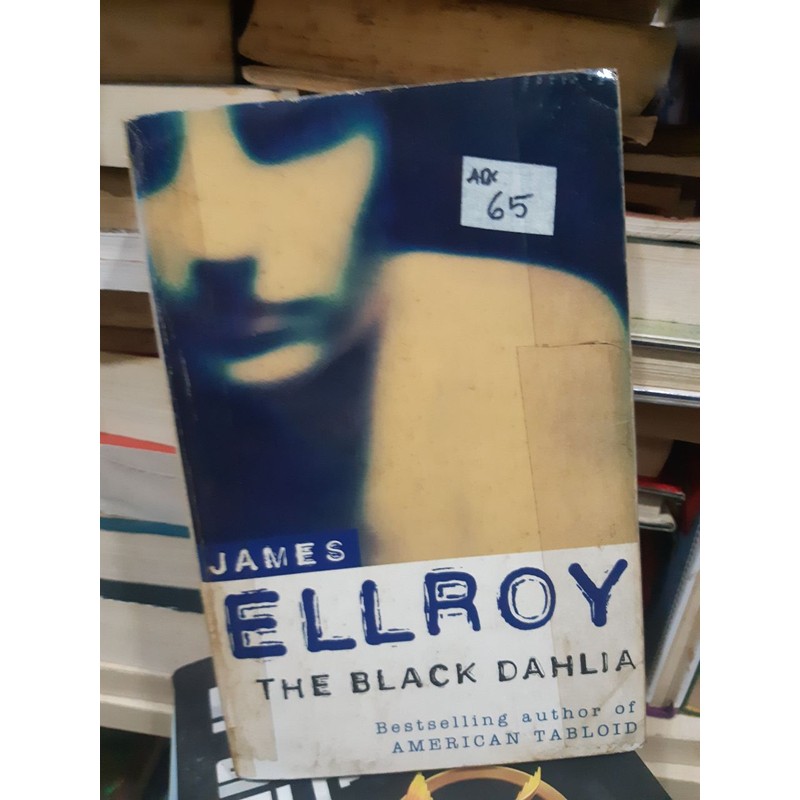 65
JAMES
ELLROY
THE BLACK DAHLIA
Bestselling author of
AMERICAN TABLOID